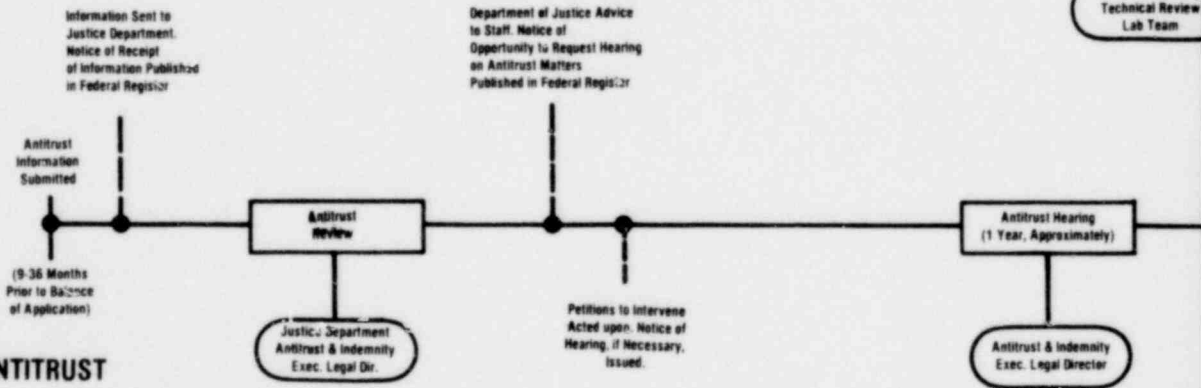 Technical Review
Lab Team
Information Sent to
Justice Department.
Notice of Receipt
of Information Published
in Federal Register
Department of Justice Advice
to Staff. Notice of
Opportunity to Request Hearing
on Antitrust Matters
Published in Federal Register
Antitrust
Information
Submitted
Antitrust
Review
Antitrust Hearing
(1 Year, Approximately)
(9-36 Months
Prior to Balance
of Application)
Justice Department
Antitrust & Indemnity
Exec. Legal Dir.
Petitions to Intervene
Acted upon. Notice of
Hearing, if Necessary,
Issued.
Antitrust & Indemnity
Exec. Legal Director
NTITRUST